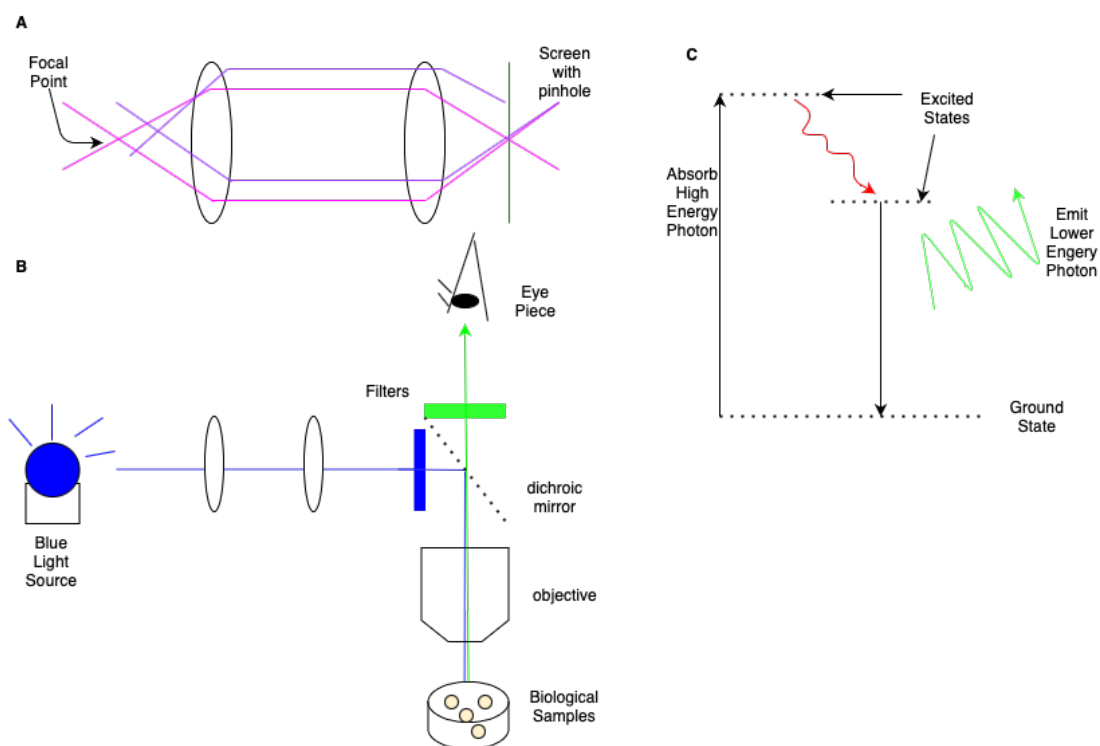 A
Focal
Point
Screen
with
pinhole
C
Excited
States
Absorb
High
Energy
Photon
Emit
Lower
Engery
Photon
Ground
State
B
Eye
Piece
Filters
dichroic
mirror
Blue
Light
Source
objective
Biological
Samples